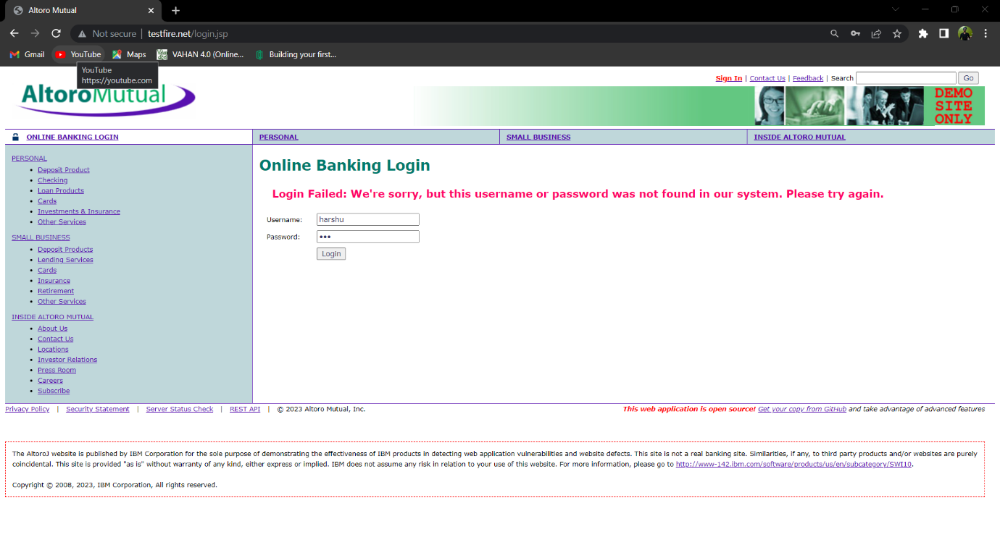 Altoro Mutual
Not secure | testfire.net/login.jsp
Gmail YouTube Maps VAHAN 4.0 (Online... Building your first...
YouTube
https://youtube.com
Sign In | Contact Us | Feedback | Search Go
AltoroMutual
DEMO
SITE
ONLY
ONLINE BANKING LOGIN PERSONAL SMALL BUSINESS INSIDE ALTORO MUTUAL
PERSONAL
• Deposit Product
• Checking
• Loan Products
• Cards
• Investments & Insurance
• Other Services
SMALL BUSINESS
• Deposit Products
• Lending Services
• Cards
• Insurance
• Retirement
• Other Services
INSIDE ALTORO MUTUAL
• About Us
• Contact Us
• Locations
• Investor Relations
• Press Room
• Careers
• Subscribe
Online Banking Login
Login Failed: We're sorry, but this username or password was not found in our system. Please try again.
Username: harshu
Password: •••
Login
Privacy Policy | Security Statement | Server Status Check | REST API | © 2023 Altoro Mutual, Inc. This web application is open source! Get your copy from GitHub and take advantage of advanced features
The AltoroJ website is published by IBM Corporation for the sole purpose of demonstrating the effectiveness of IBM products in detecting web application vulnerabilities and website defects. This site is not a real banking site. Similarities, if any, to third party products and/or websites are purely
coincidental. This site is provided "as is" without warranty of any kind, either express or implied. IBM does not assume any risk in relation to your use of this website. For more information, please go to http://www-142.ibm.com/software/products/us/en/subcategory/SWI10.
Copyright © 2008, 2023, IBM Corporation, All rights reserved.